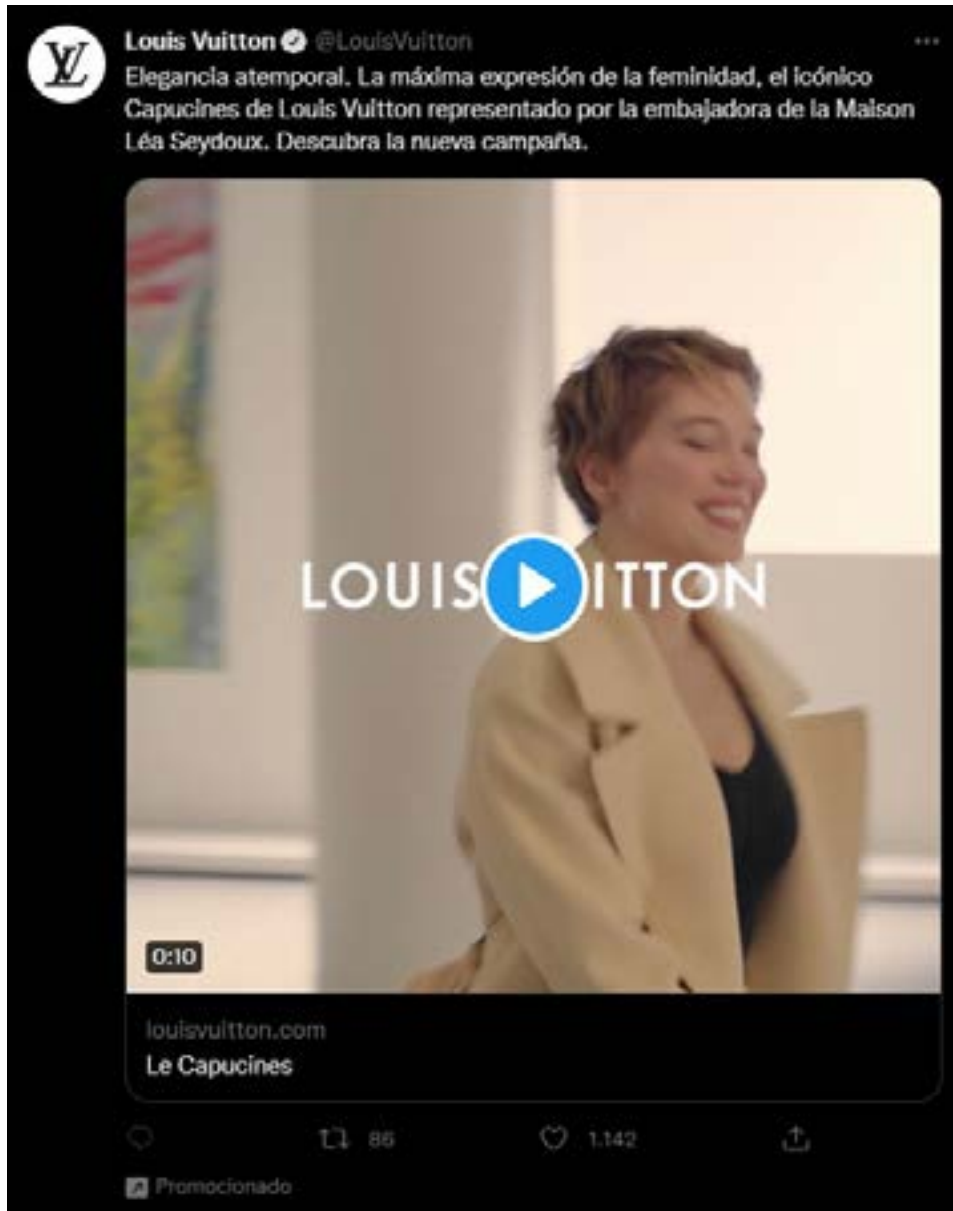 Louis Vuitton @LouisVuitton
Elegancia atemporal. La máxima expresión de la feminidad, el icónico
Capucines de Louis Vuitton representado por la embajadora de la Maison
Léa Seydoux. Descubra la nueva campaña.
LOUIS ITTON
0:10
louisvuitton.com
Le Capucines
86 1.142
Promocionado